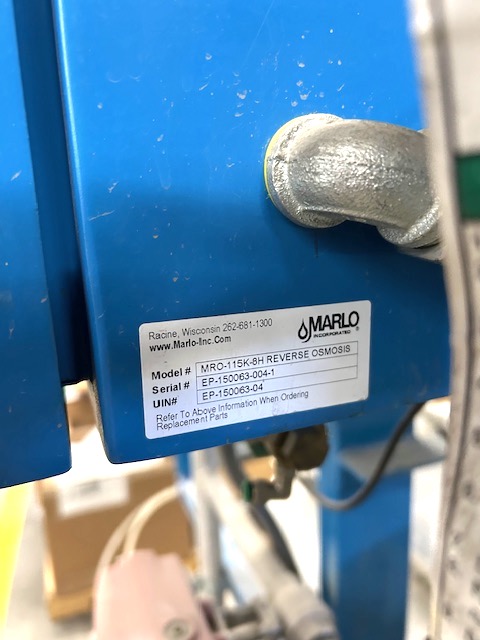 Racine, Wisconsin 262-681-1300
www.Marlo-Inc.Com
MARLO
INCORPORATED
Model # MRO-115K-8H REVERSE OSMOSIS
Serial # EP-150063-004-1
UIN# EP-150063-04
Refer To Above Information When Ordering
Replacement Parts